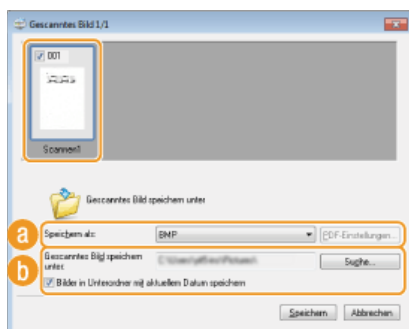 Gescanntes Bild 1/1
001
Scannen1
Gescanntes Bild speichern unter
a
Speichern als: BMP PDF-Einstellungen...
b
Gescanntes Bild speichern unter: Suche...
Bilder in Unterordner mit aktuellem Datum speichern
Speichern Abbrechen